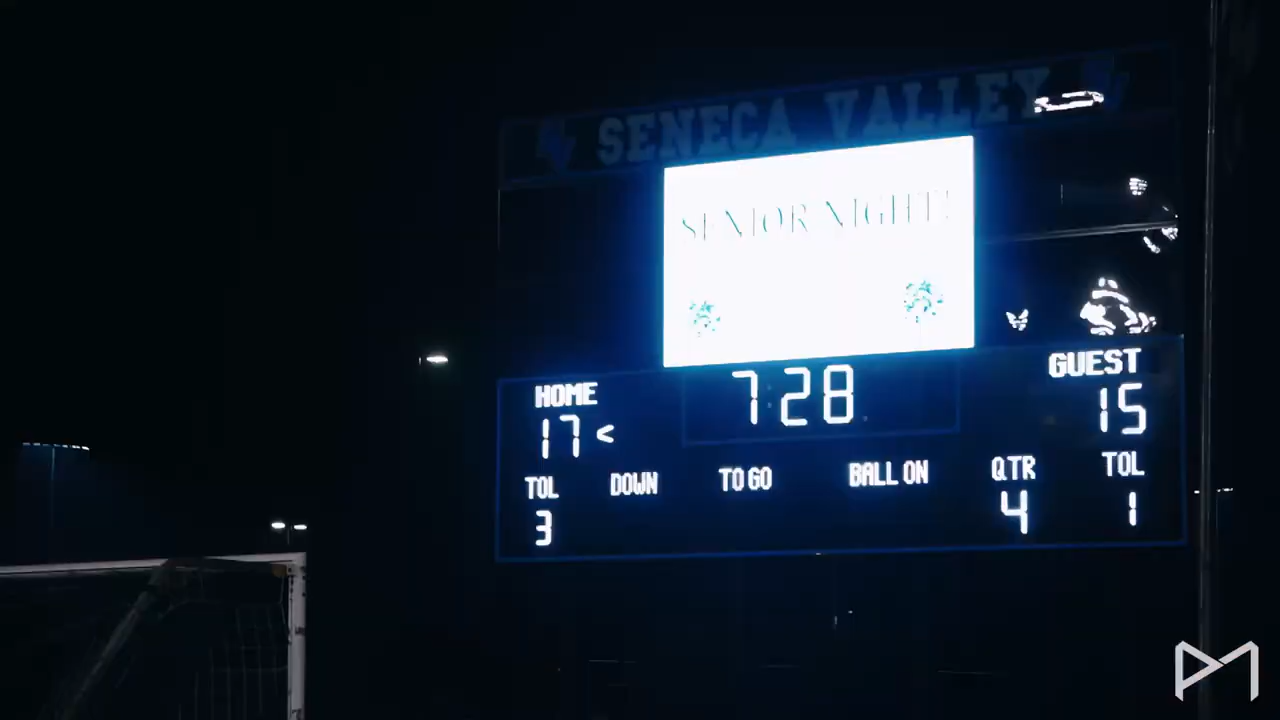 SENECA VALLEY
SENIOR NIGHT!
HOME 7:28 GUEST
17 < 15
TOL DOWN TO GO BALL ON QTR TOL
3 4 1